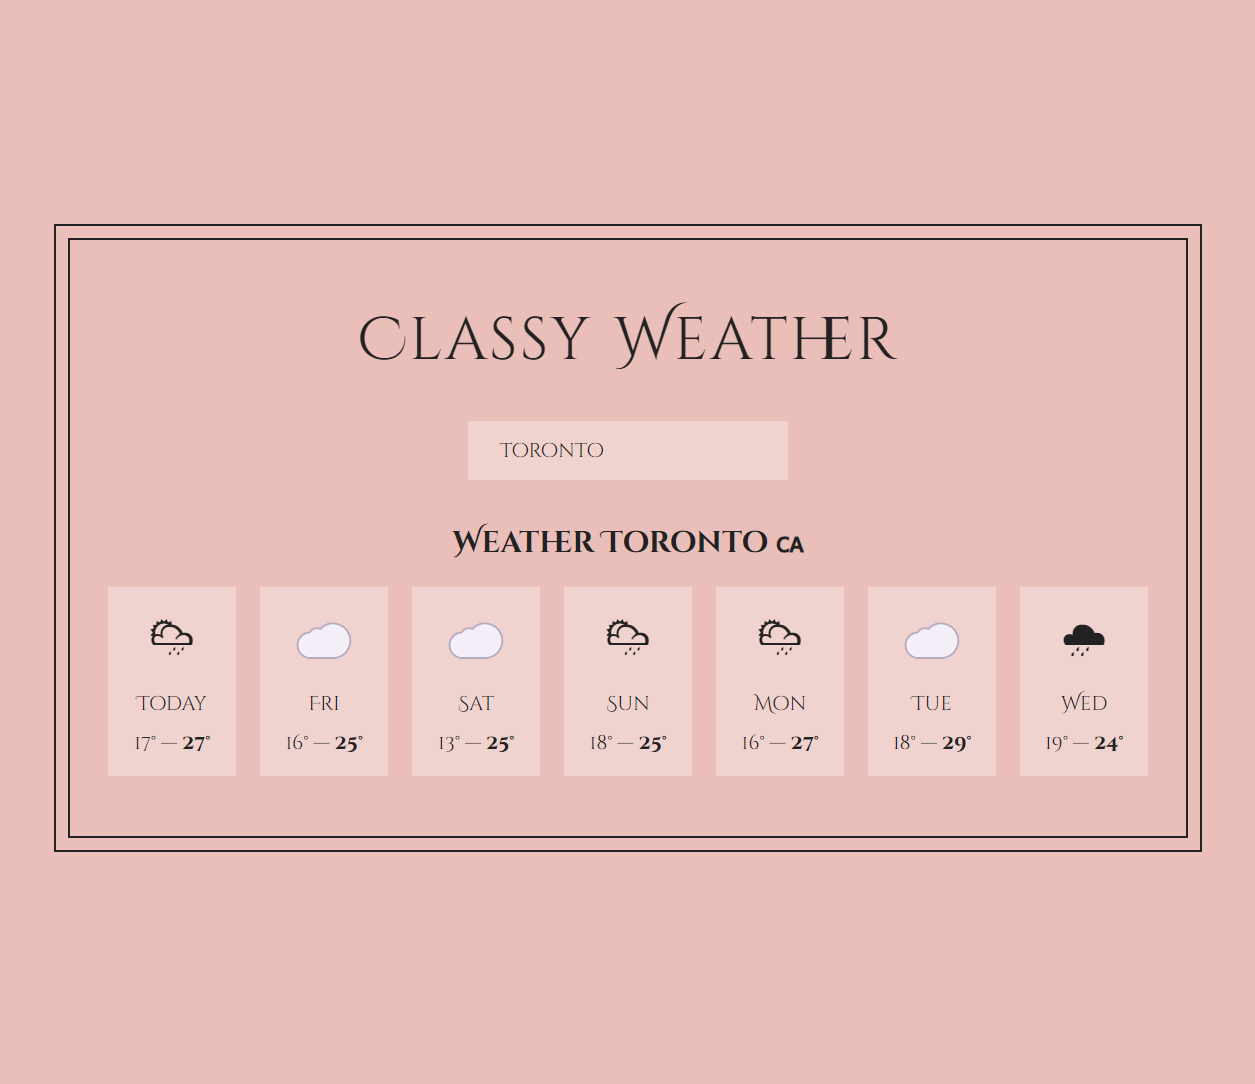 Classy Weather
TORONTO
Weather Toronto CA
Today
Fri
Sat
Sun
Mon
Tue
Wed
17° — 27°
16° — 25°
13° — 25°
18° — 25°
16° — 27°
18° — 29°
19° — 24°